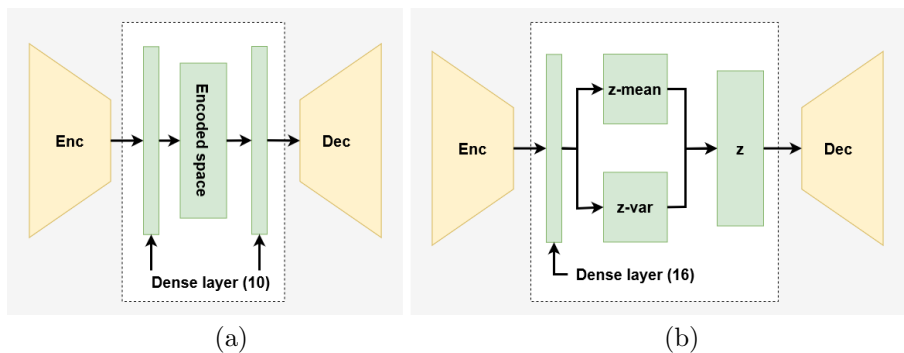 Enc
Encoded space
Dec
Dense layer (10)
(a)
Enc
z-mean
z-var
z
Dec
Dense layer (16)
(b)